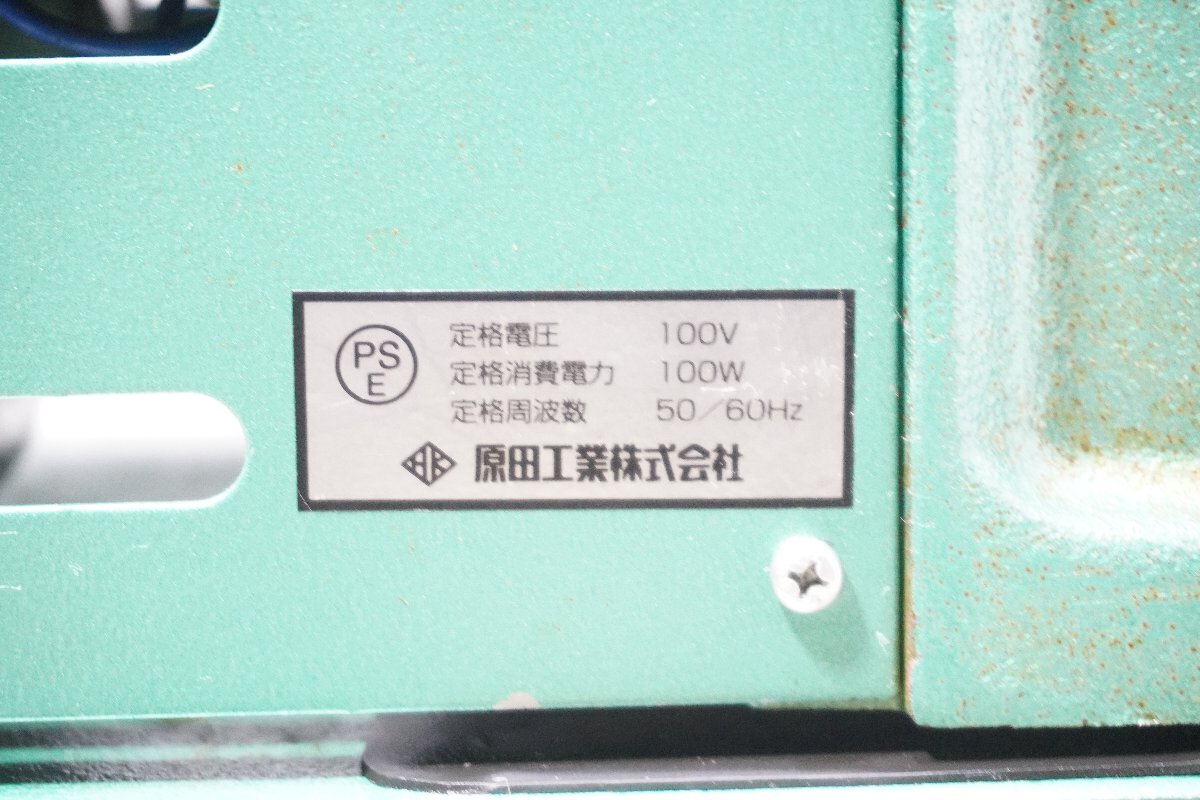 PS
E
定格電圧 100V
定格消費電力 100W
定格周波数 50/60Hz
原田工業株式会社